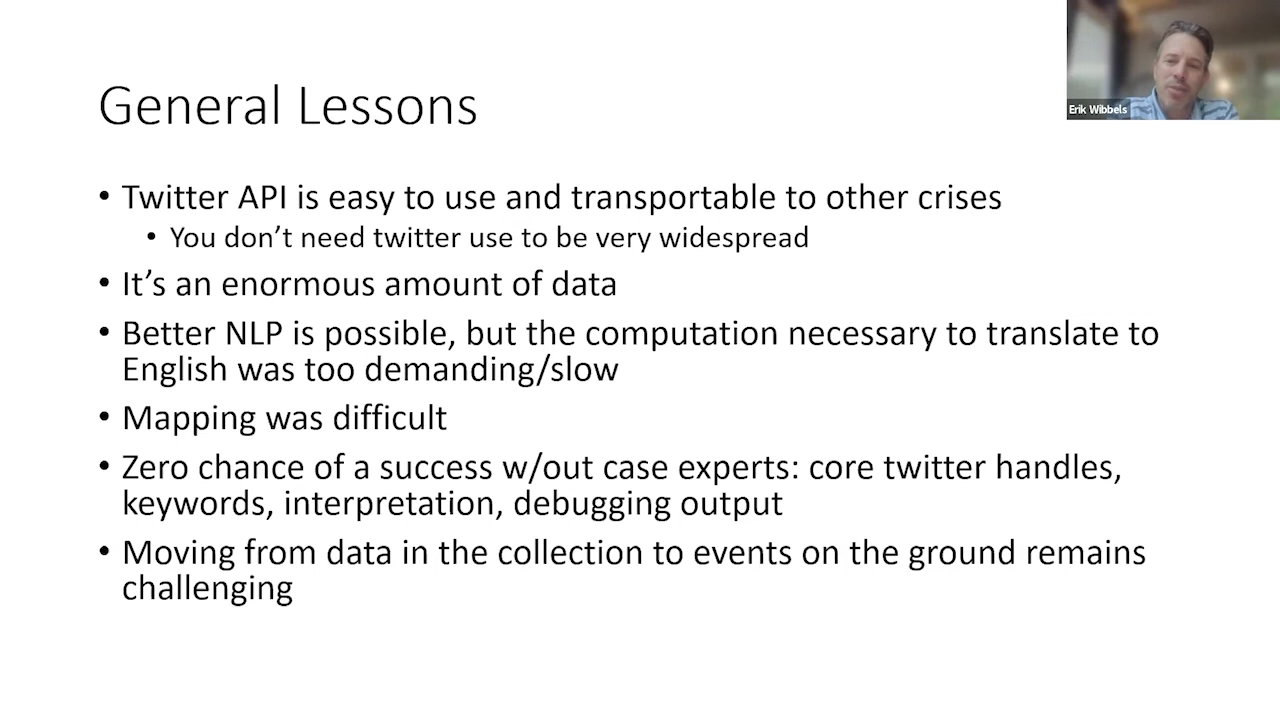 Erik Wibbels
General Lessons
• Twitter API is easy to use and transportable to other crises
• You don’t need twitter use to be very widespread
• It’s an enormous amount of data
• Better NLP is possible, but the computation necessary to translate to
English was too demanding/slow
• Mapping was difficult
• Zero chance of a success w/out case experts: core twitter handles,
keywords, interpretation, debugging output
• Moving from data in the collection to events on the ground remains
challenging